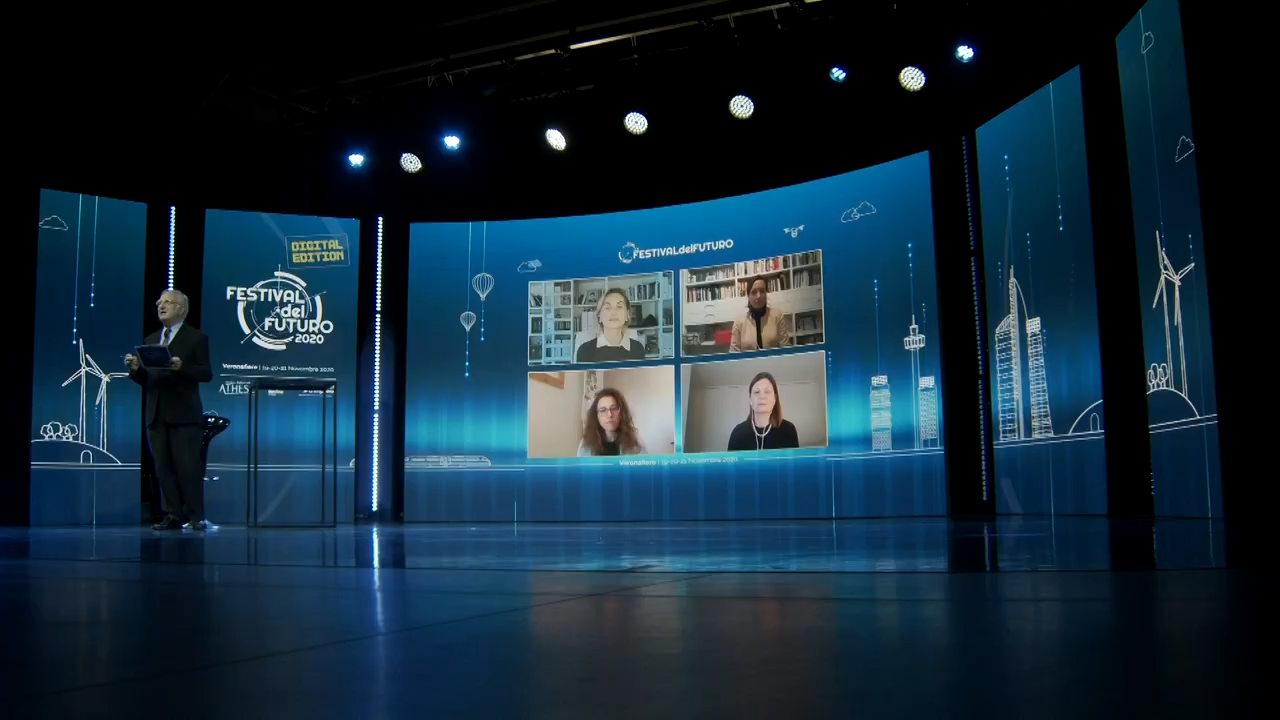 DIGITAL
EDITION
FESTIVAL
del
FUTURO
2020
Veronafiere | 19-20-21 Novembre 2020
ATHESIS
FESTIVALdelFUTURO
Veronafiere | 19-20-21 Novembre 2020